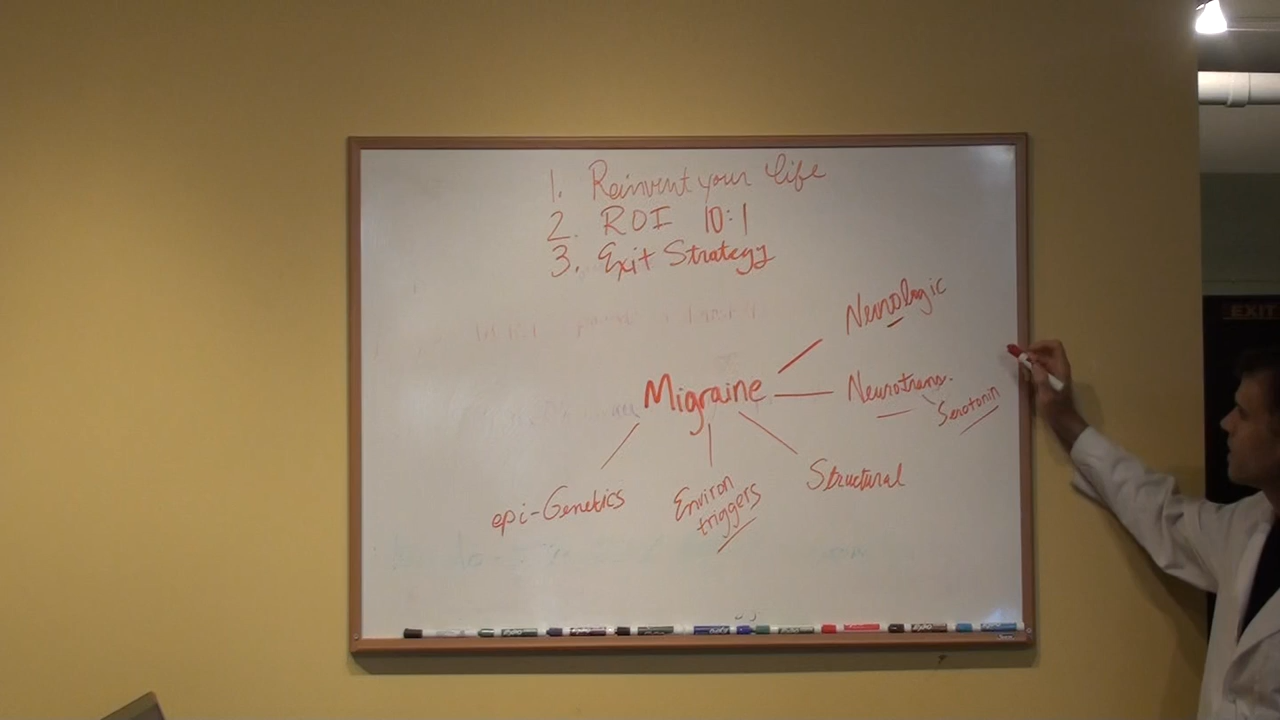 1. Reinvent your life
2. ROI 10:1
3. Exit Strategy
Neurologic
Migraine
Neurotrans.
Serotonin
Structural
Environ
triggers
epi-Genetics
EXIT